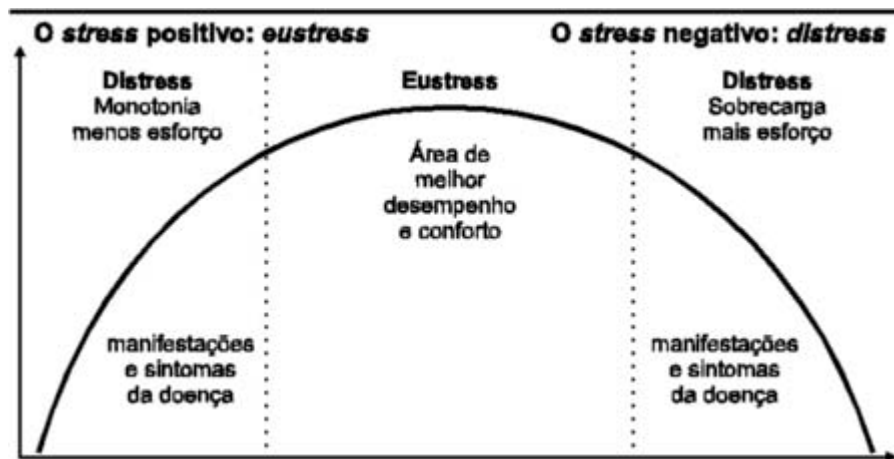 O stress positivo: eustress
O stress negativo: distress
Distress
Monotonia
menos esforço
Eustress
Área de
melhor
desempenho
e conforto
Distress
Sobrecarga
mais esforço
manifestações
e sintomas
da doença
manifestações
e sintomas
da doença